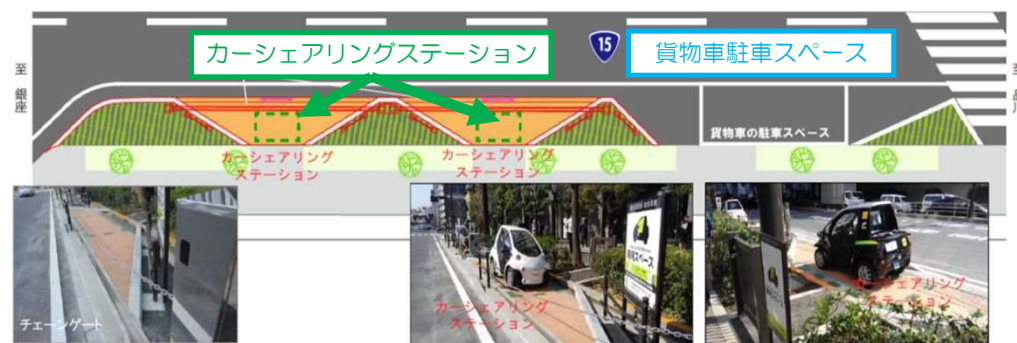 カーシェアリングステーション
15
貨物車駐車スペース
至 銀座
至 品川
貨物車の駐車スペース
カーシェアリング
ステーション
カーシェアリング
ステーション
チェーンゲート
カーシェアリング
ステーション
カーシェアリング
ステーション